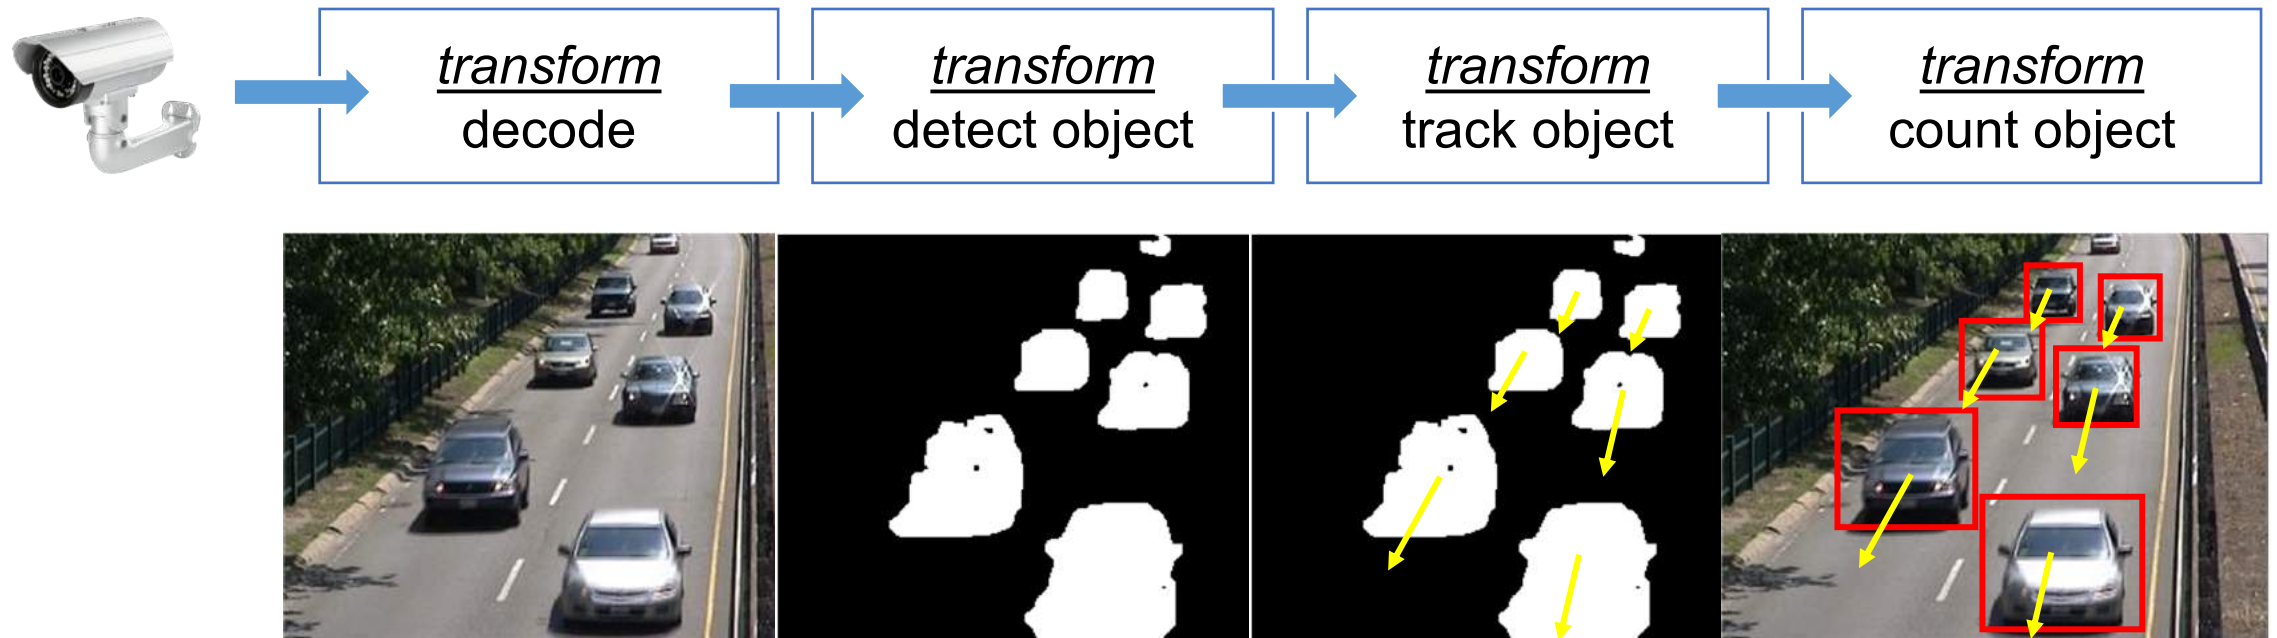 transform
decode
transform
detect object
transform
track object
transform
count object